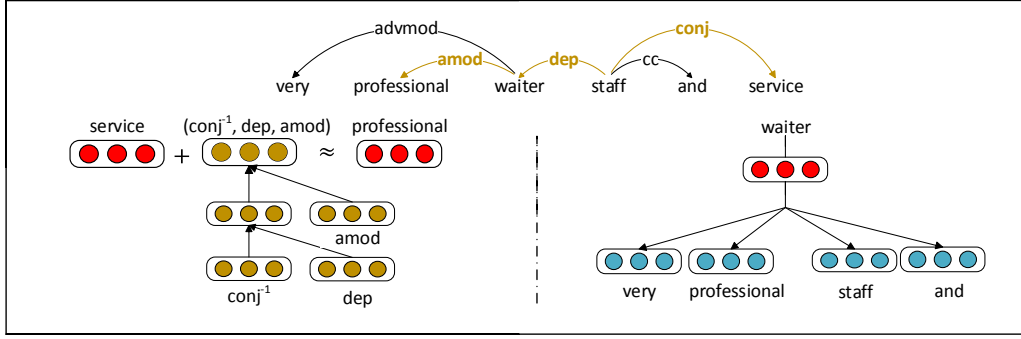 advmod
conj
amod
dep
cc
very professional waiter staff and service
service (conj⁻¹, dep, amod) professional
+ ≈
waiter
amod
conj⁻¹ dep
very professional staff and